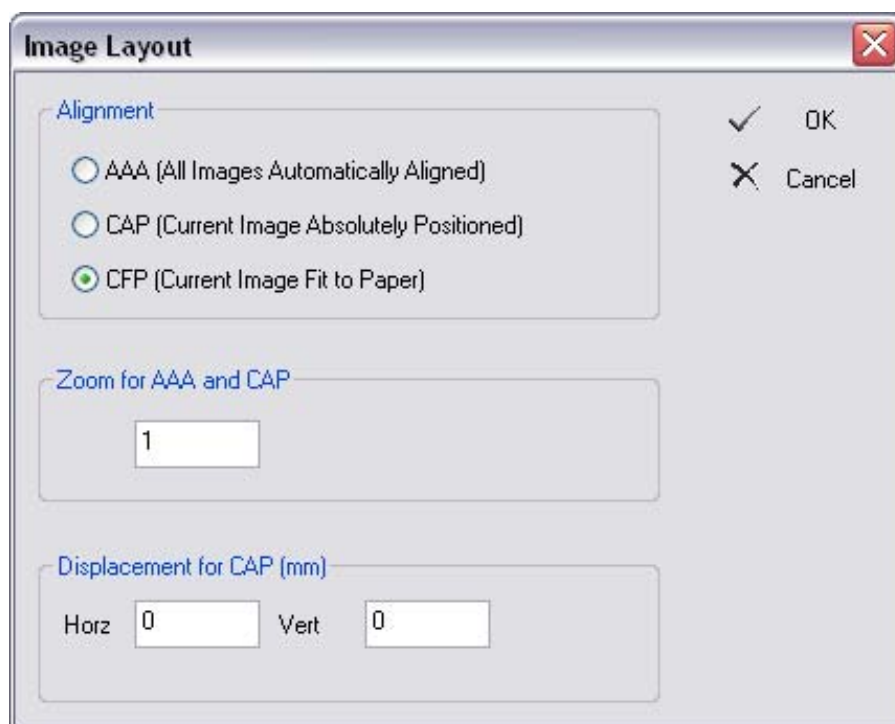 Image Layout
Alignment
AAA (All Images Automatically Aligned)
CAP (Current Image Absolutely Positioned)
CFP (Current Image Fit to Paper)
OK
Cancel
Zoom for AAA and CAP
1
Displacement for CAP (mm)
Horz 0 Vert 0